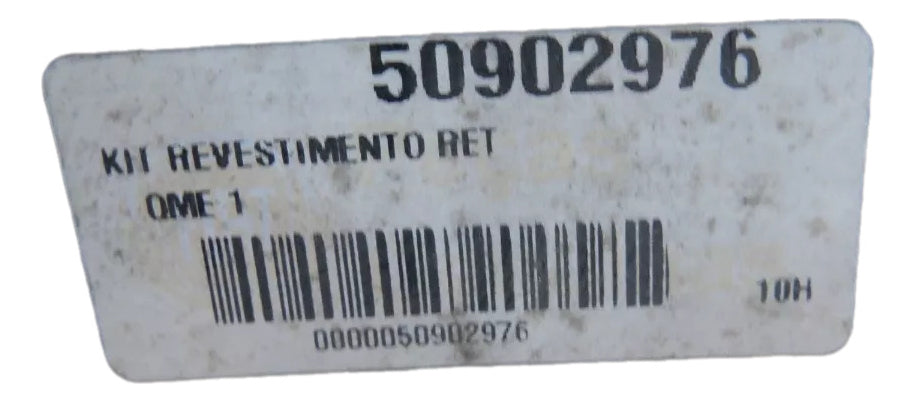 50902976
KIT REVESTIMENTO RET
QME 1
10H
0000050902976